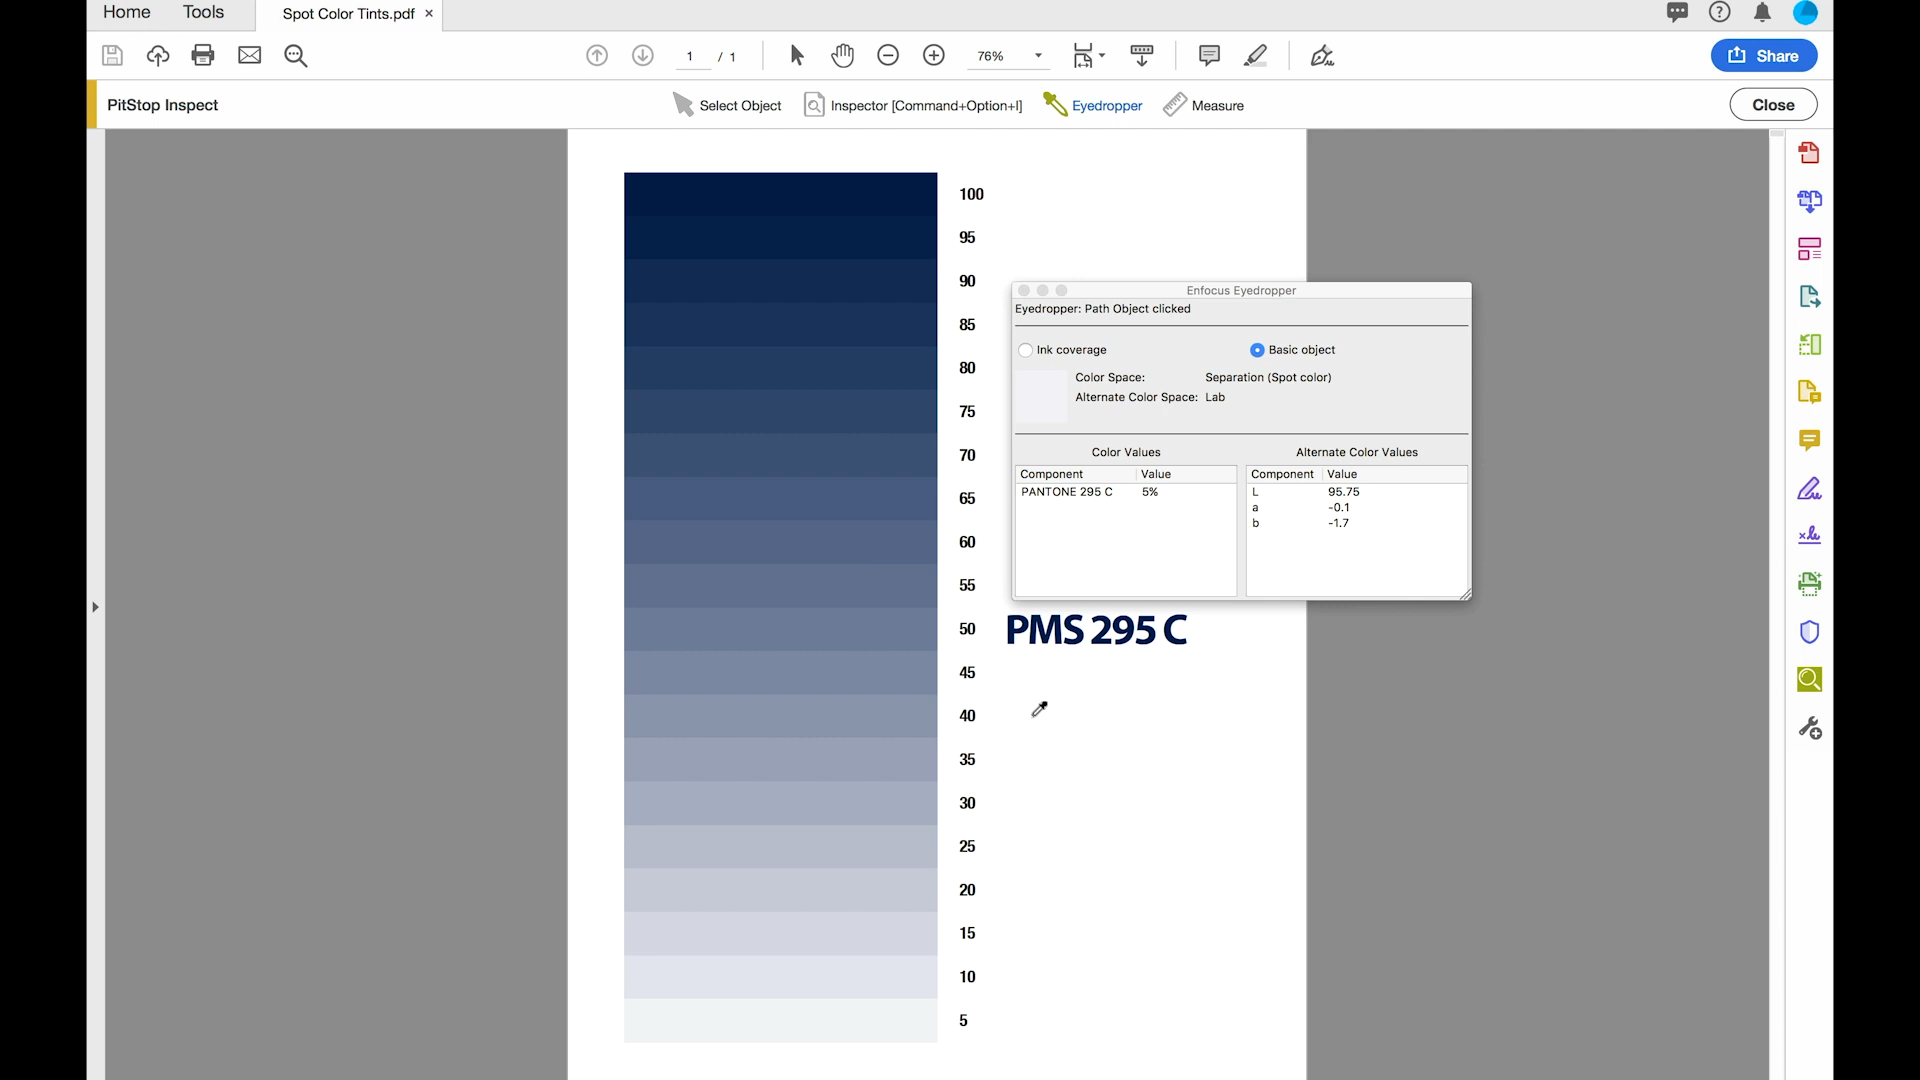 Home Tools Spot Color Tints.pdf ×
1 / 1 76% Share
PitStop Inspect Select Object Inspector [Command+Option+I] Eyedropper Measure Close
100
95
90
85
80
75
70
65
60
55
50
45
40
35
30
25
20
15
10
5
Enfocus Eyedropper
Eyedropper: Path Object clicked
Ink coverage Basic object
Color Space: Separation (Spot color)
Alternate Color Space: Lab
Color Values Alternate Color Values
Component Value Component Value
PANTONE 295 C 5% L 95.75
a -0.1
b -1.7
PMS 295 C